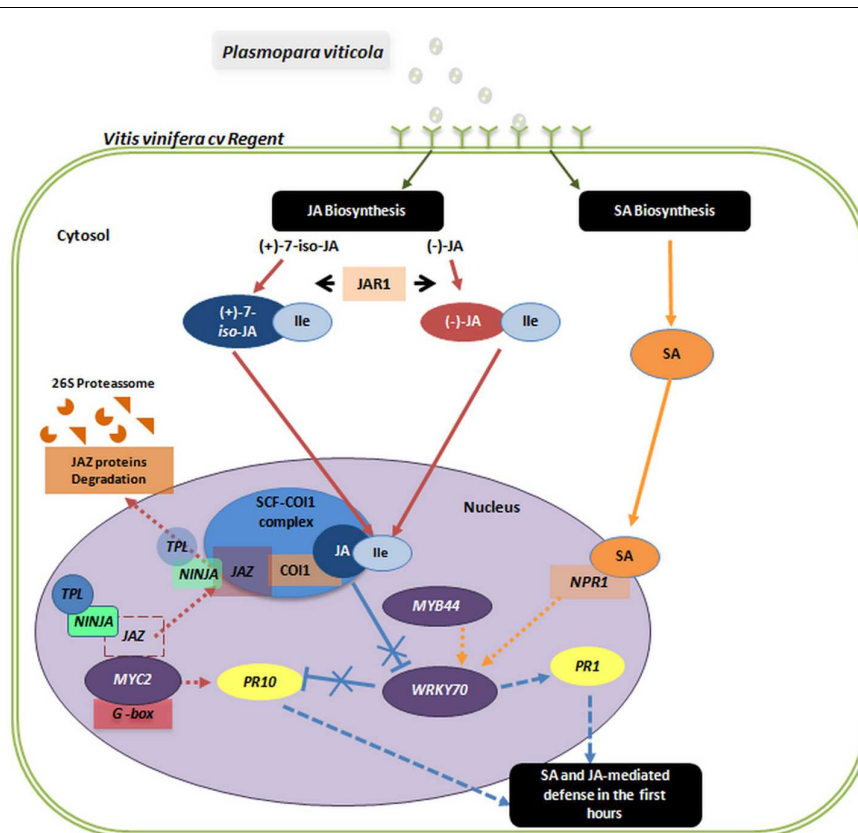 Plasmopara viticola
Vitis vinifera cv Regent
JA Biosynthesis
SA Biosynthesis
Cytosol
(+)-7-iso-JA
(-)-JA
JAR1
(+)-7-
iso-JA
Ile
(-)-JA
Ile
SA
26S Proteassome
JAZ proteins
Degradation
Nucleus
SCF-COI1
complex
TPL
NINJA
JAZ
COI1
JA
Ile
SA
NPR1
TPL
NINJA
JAZ
MYB44
MYC2
G -box
PR10
WRKY70
PR1
SA and JA-mediated
defense in the first
hours